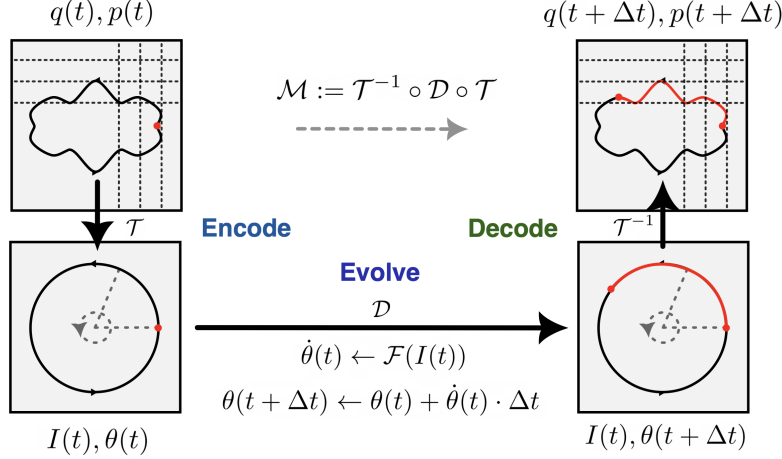 q(t), p(t)
q(t + Δt), p(t + Δt)
ℳ := 𝒯⁻¹ ∘ 𝒟 ∘ 𝒯
𝒯
Encode
Decode
𝒯⁻¹
Evolve
𝒟
θ̇(t) ← ℱ(I(t))
θ(t + Δt) ← θ(t) + θ̇(t) · Δt
I(t), θ(t)
I(t), θ(t + Δt)